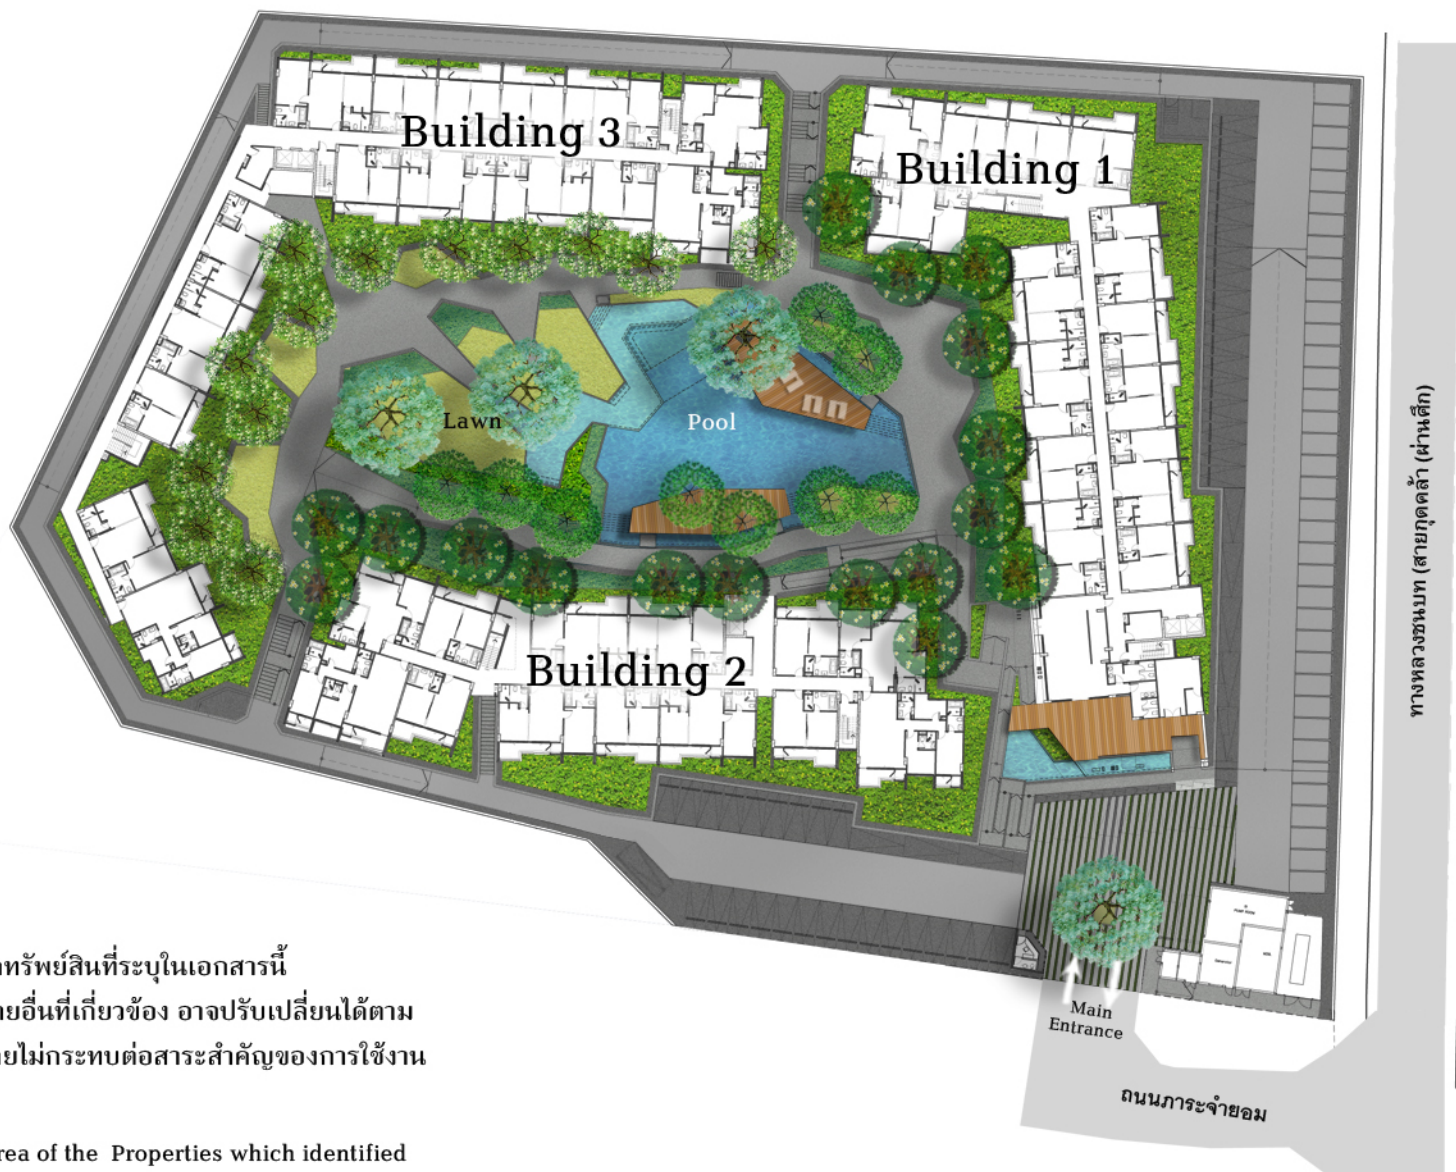 Building 3
Building 1
Lawn
Pool
Building 2
ทางหลวงชนบท (สายกุดคล้า (ผ่านศึก)
Main
Entrance
ถนนภาระจำยอม
ทรัพย์สินที่ระบุในเอกสารนี้
อื่นที่เกี่ยวข้อง อาจปรับเปลี่ยนได้ตาม
ไม่กระทบต่อสาระสำคัญของการใช้งาน
rea of the Properties which identified